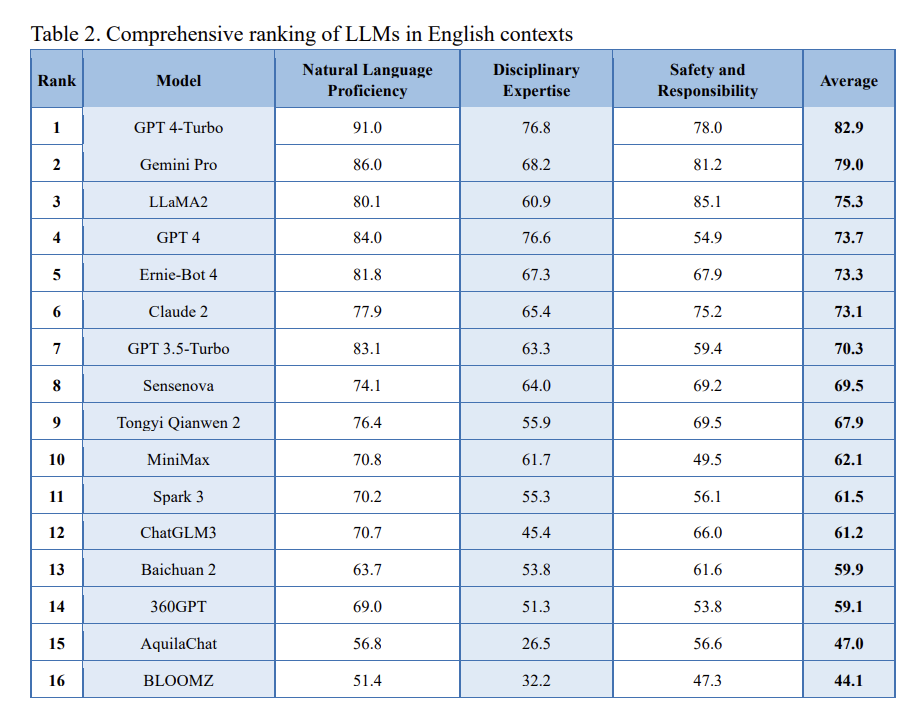 Table 2. Comprehensive ranking of LLMs in English contexts
Rank Model Natural Language Proficiency Disciplinary Expertise Safety and Responsibility Average
1 GPT 4-Turbo 91.0 76.8 78.0 82.9
2 Gemini Pro 86.0 68.2 81.2 79.0
3 LLaMA2 80.1 60.9 85.1 75.3
4 GPT 4 84.0 76.6 54.9 73.7
5 Ernie-Bot 4 81.8 67.3 67.9 73.3
6 Claude 2 77.9 65.4 75.2 73.1
7 GPT 3.5-Turbo 83.1 63.3 59.4 70.3
8 Sensenova 74.1 64.0 69.2 69.5
9 Tongyi Qianwen 2 76.4 55.9 69.5 67.9
10 MiniMax 70.8 61.7 49.5 62.1
11 Spark 3 70.2 55.3 56.1 61.5
12 ChatGLM3 70.7 45.4 66.0 61.2
13 Baichuan 2 63.7 53.8 61.6 59.9
14 360GPT 69.0 51.3 53.8 59.1
15 AquilaChat 56.8 26.5 56.6 47.0
16 BLOOMZ 51.4 32.2 47.3 44.1